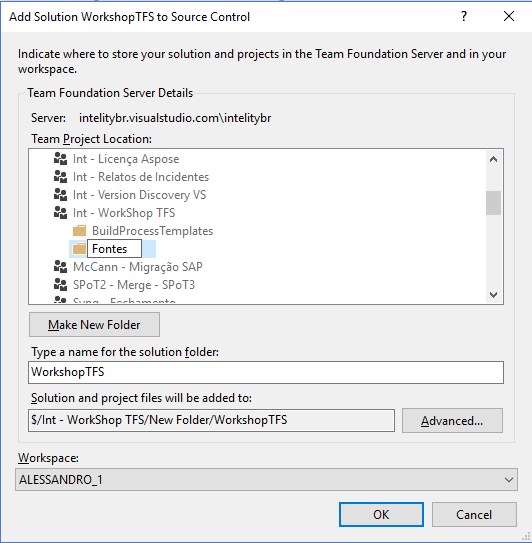 Add Solution WorkshopTFS to Source Control
Indicate where to store your solution and projects in the Team Foundation Server and in your
workspace.
Team Foundation Server Details
Server: intelitybr.visualstudio.com\intelitybr
Team Project Location:
Int - Licença Aspose
Int - Relatos de Incidentes
Int - Version Discovery VS
Int - WorkShop TFS
BuildProcessTemplates
Fontes
McCann - Migração SAP
SPoT2 - Merge - SPoT3
Make New Folder
Type a name for the solution folder:
WorkshopTFS
Solution and project files will be added to:
$/Int - WorkShop TFS/New Folder/WorkshopTFS
Advanced...
Workspace:
ALESSANDRO_1
OK
Cancel